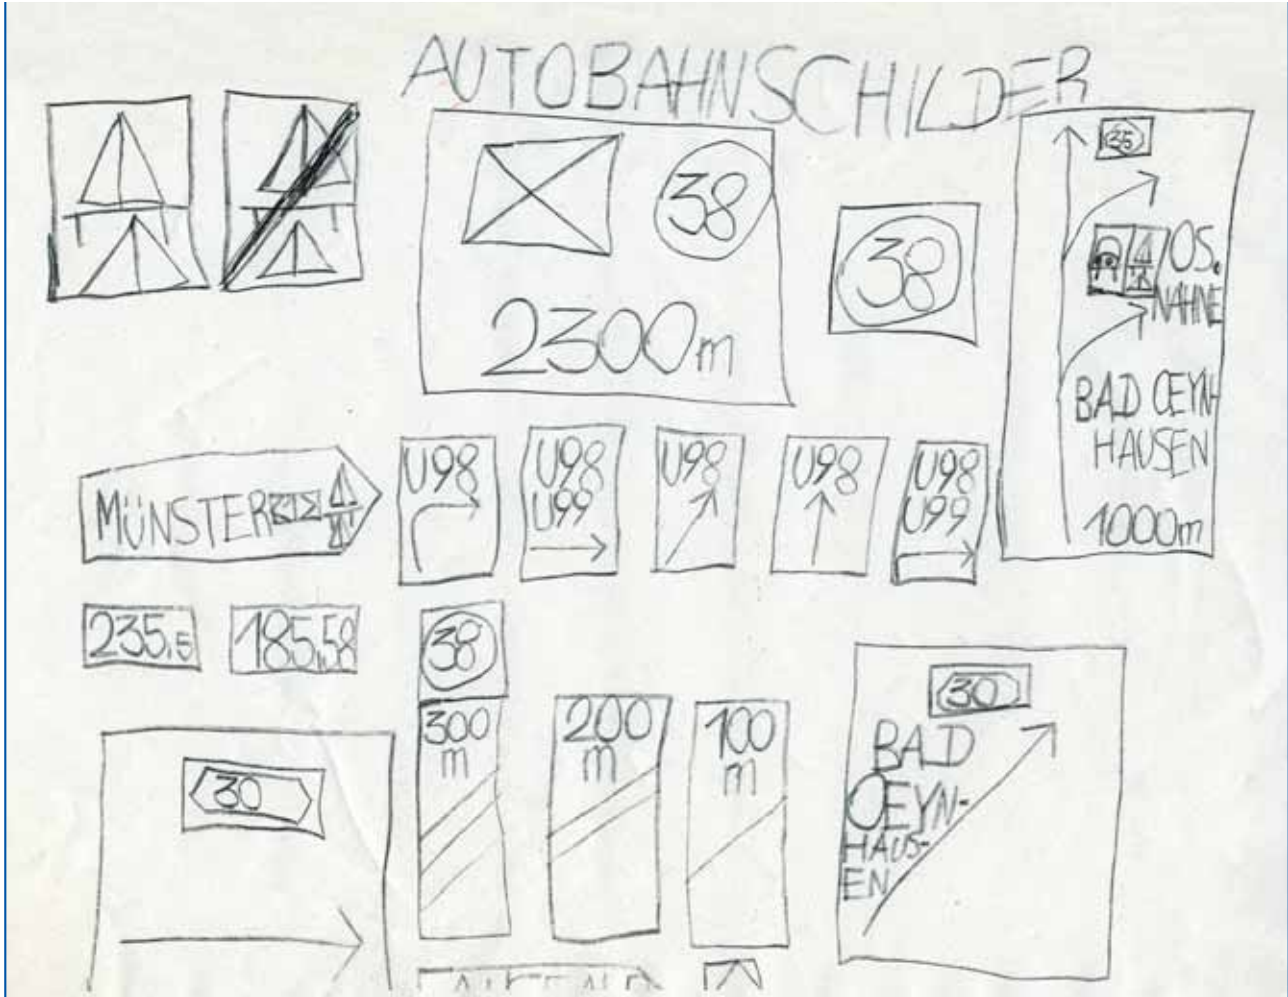 AUTOBAHNSCHILDER
38
2300m
38
OS.
NAHNE
BAD OEYN-
HAUSEN
1000m
MÜNSTER
U98
U98
U99
U98
U98
U98
U99
235,5
185,58
38
300
m
200
m
100
m
30
30
BAD
OEYN-
HAUS-
EN